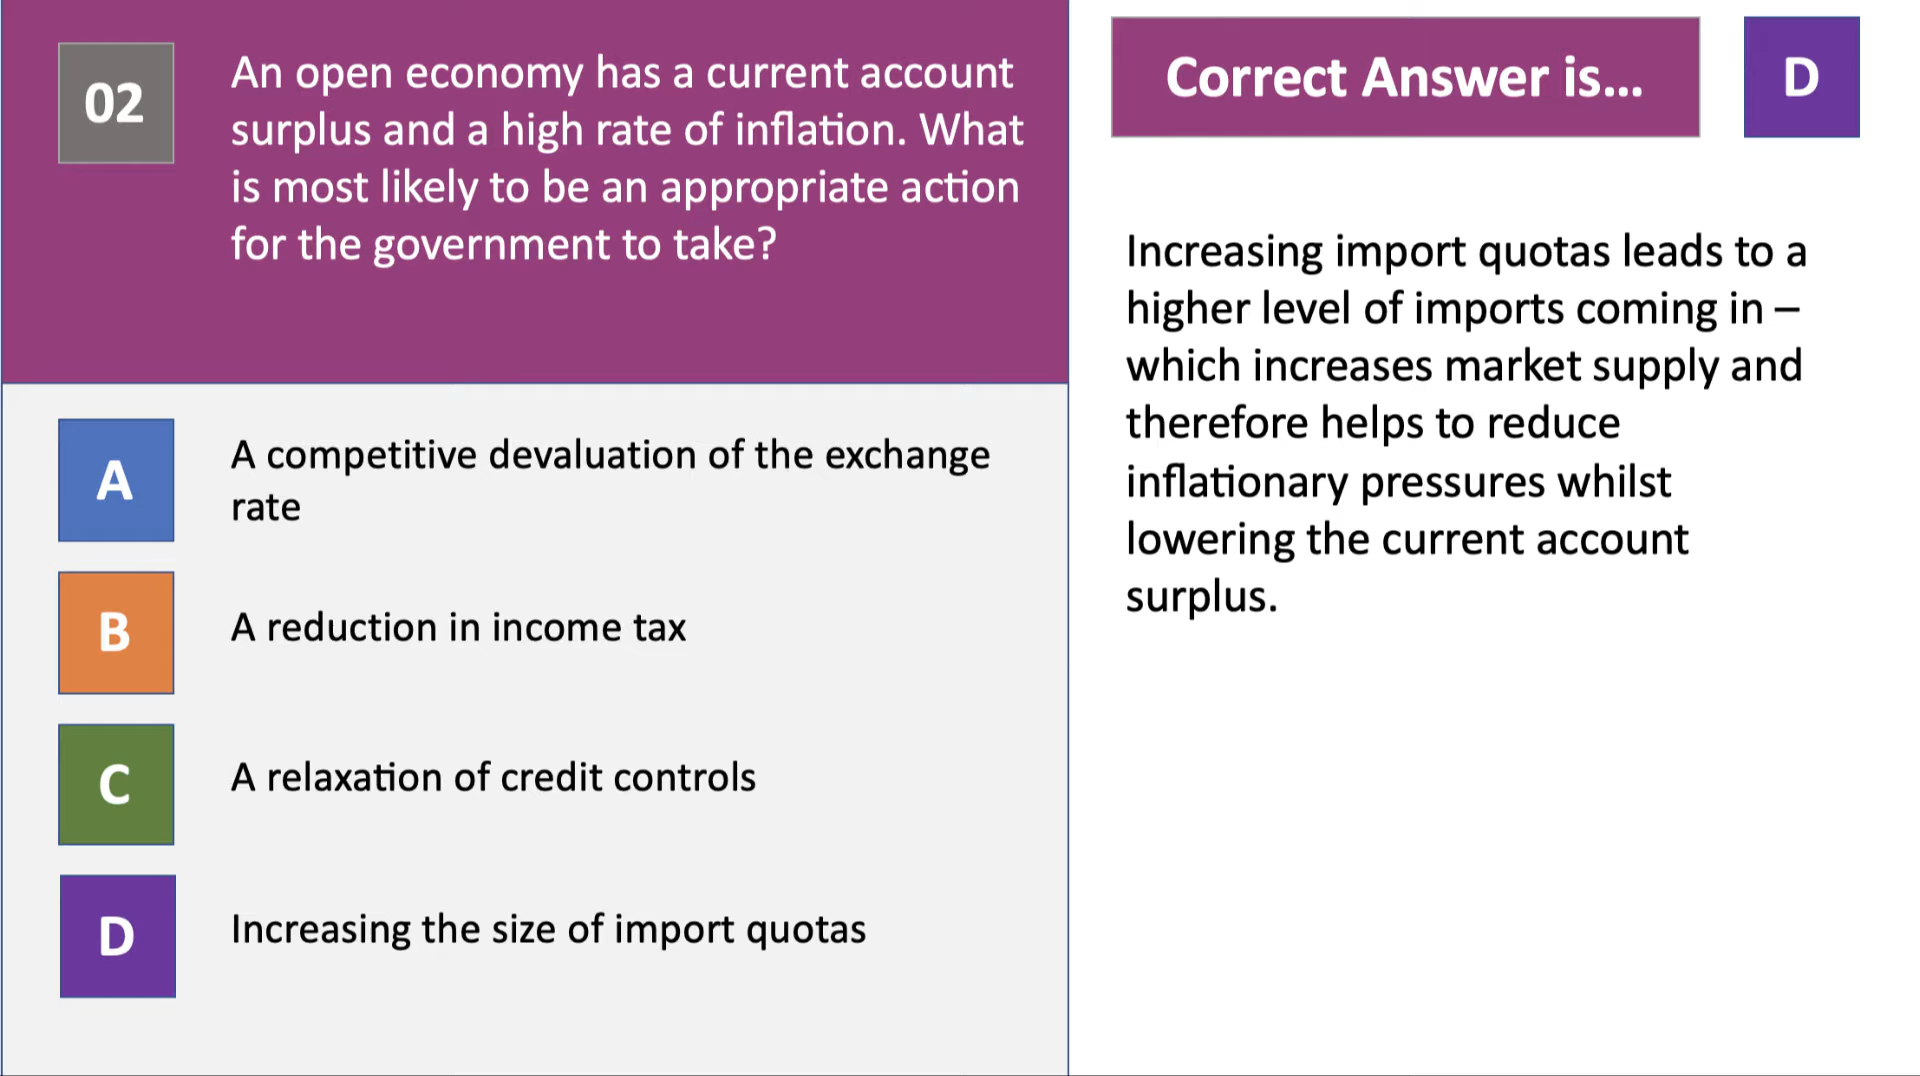 02
An open economy has a current account
surplus and a high rate of inflation. What
is most likely to be an appropriate action
for the government to take?
A
A competitive devaluation of the exchange
rate
B
A reduction in income tax
C
A relaxation of credit controls
D
Increasing the size of import quotas
Correct Answer is...
D
Increasing import quotas leads to a
higher level of imports coming in –
which increases market supply and
therefore helps to reduce
inflationary pressures whilst
lowering the current account
surplus.